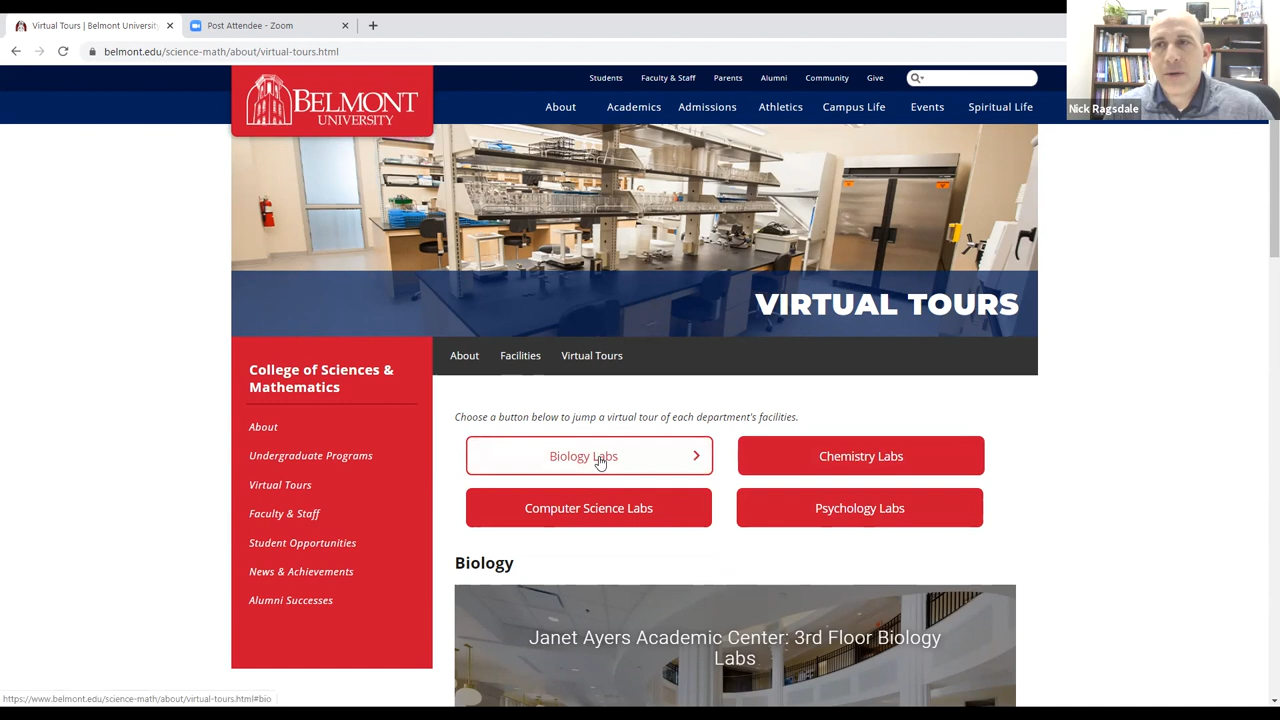 Virtual Tours | Belmont University
Post Attendee - Zoom
belmont.edu/science-math/about/virtual-tours.html
Students Faculty & Staff Parents Alumni Community Give
BELMONT
UNIVERSITY
About Academics Admissions Athletics Campus Life Events Spiritual Life
Nick Ragsdale
VIRTUAL TOURS
About Facilities Virtual Tours
College of Sciences &
Mathematics
About
Undergraduate Programs
Virtual Tours
Faculty & Staff
Student Opportunities
News & Achievements
Alumni Successes
Choose a button below to jump a virtual tour of each department's facilities.
Biology Labs
Chemistry Labs
Computer Science Labs
Psychology Labs
Biology
Janet Ayers Academic Center: 3rd Floor Biology
Labs
https://www.belmont.edu/science-math/about/virtual-tours.html#bio